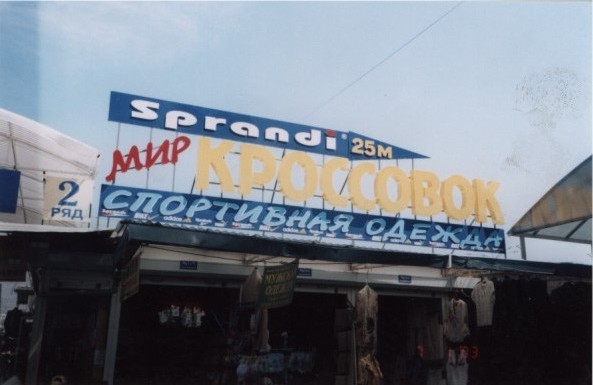 Sprandi® 25м
МИР КРОССОВОК
СПОРТИВНАЯ ОДЕЖДА
2
РЯД